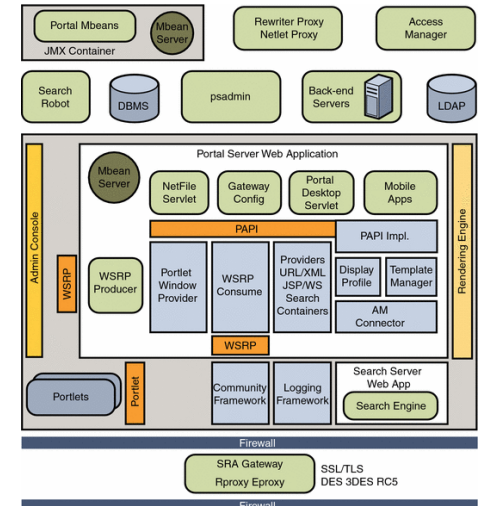 Portal Mbeans
Mbean
Server
JMX Container
Rewriter Proxy
Netlet Proxy
Access
Manager
Search
Robot
DBMS
psadmin
Back-end
Servers
LDAP
Portal Server Web Application
Admin Console
Rendering Engine
Mbean
Server
NetFile
Servlet
Gateway
Config
Portal
Desktop
Servlet
Mobile
Apps
PAPI
PAPI Impl.
WSRP
WSRP
Producer
Portlet
Window
Provider
WSRP
Consume
Providers
URL/XML
JSP/WS
Search
Containers
Display
Profile
Template
Manager
AM
Connector
WSRP
Portlets
Portlet
Community
Framework
Logging
Framework
Search Server
Web App
Search Engine
Firewall
SRA Gateway
Rproxy Eproxy
SSL/TLS
DES 3DES RC5
Firewall